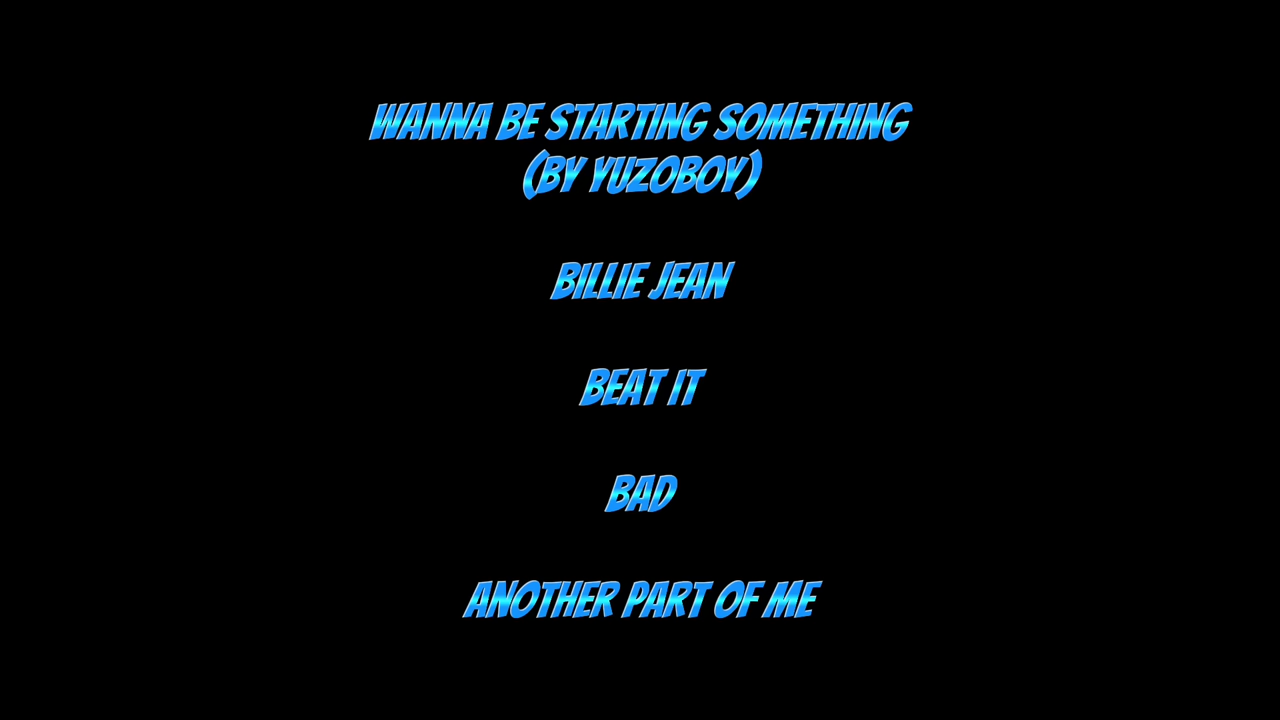 WANNA BE STARTING SOMETHING
(BY YUZOBOY)
BILLIE JEAN
BEAT IT
BAD
ANOTHER PART OF ME